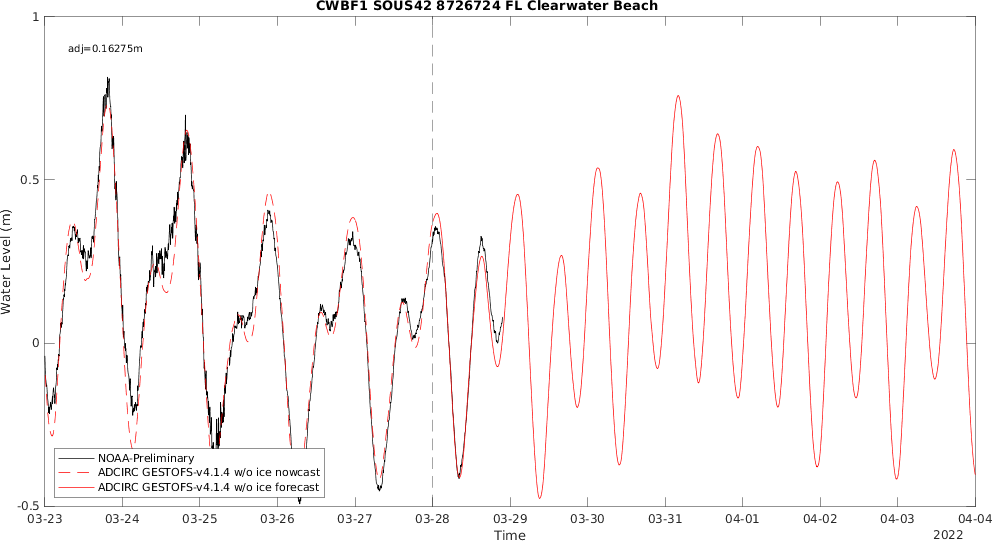 CWBF1 SOUS42 8726724 FL Clearwater Beach
adj=0.16275m
Water Level (m)
1
0.5
0
-0.5
NOAA-Preliminary
ADCIRC GESTOFS-v4.1.4 w/o ice nowcast
ADCIRC GESTOFS-v4.1.4 w/o ice forecast
03-23 03-24 03-25 03-26 03-27 03-28 03-29 03-30 03-31 04-01 04-02 04-03 04-04
Time
2022